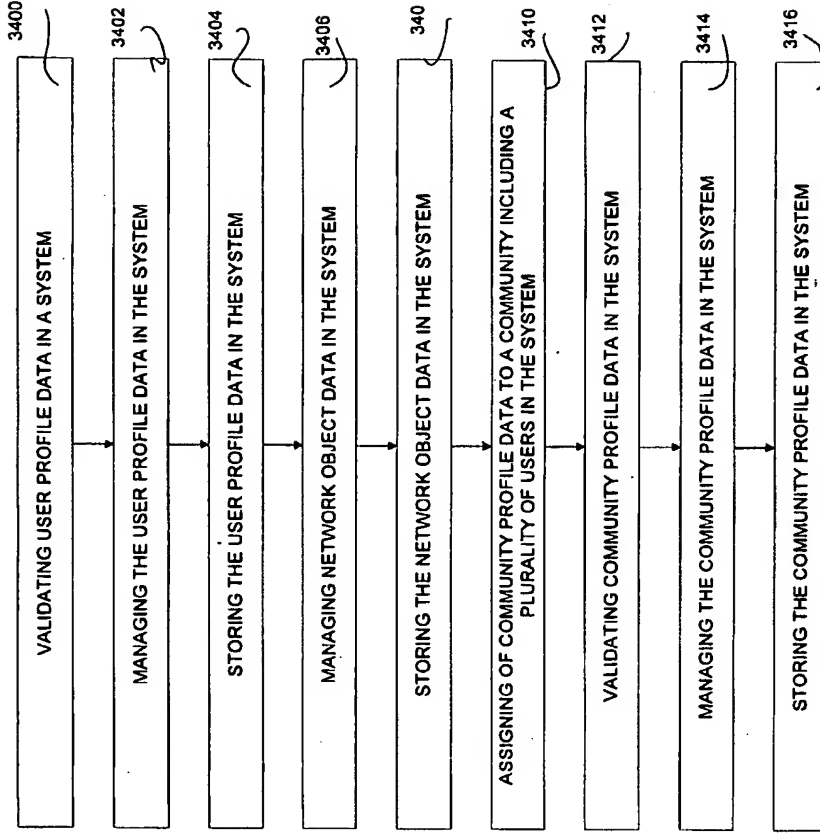 VALIDATING USER PROFILE DATA IN A SYSTEM
3400
MANAGING THE USER PROFILE DATA IN THE SYSTEM
3402
STORING THE USER PROFILE DATA IN THE SYSTEM
3404
MANAGING NETWORK OBJECT DATA IN THE SYSTEM
3406
STORING THE NETWORK OBJECT DATA IN THE SYSTEM
340
ASSIGNING OF COMMUNITY PROFILE DATA TO A COMMUNITY INCLUDING A
PLURALITY OF USERS IN THE SYSTEM
3410
VALIDATING COMMUNITY PROFILE DATA IN THE SYSTEM
3412
MANAGING THE COMMUNITY PROFILE DATA IN THE SYSTEM
3414
STORING THE COMMUNITY PROFILE DATA IN THE SYSTEM
3416